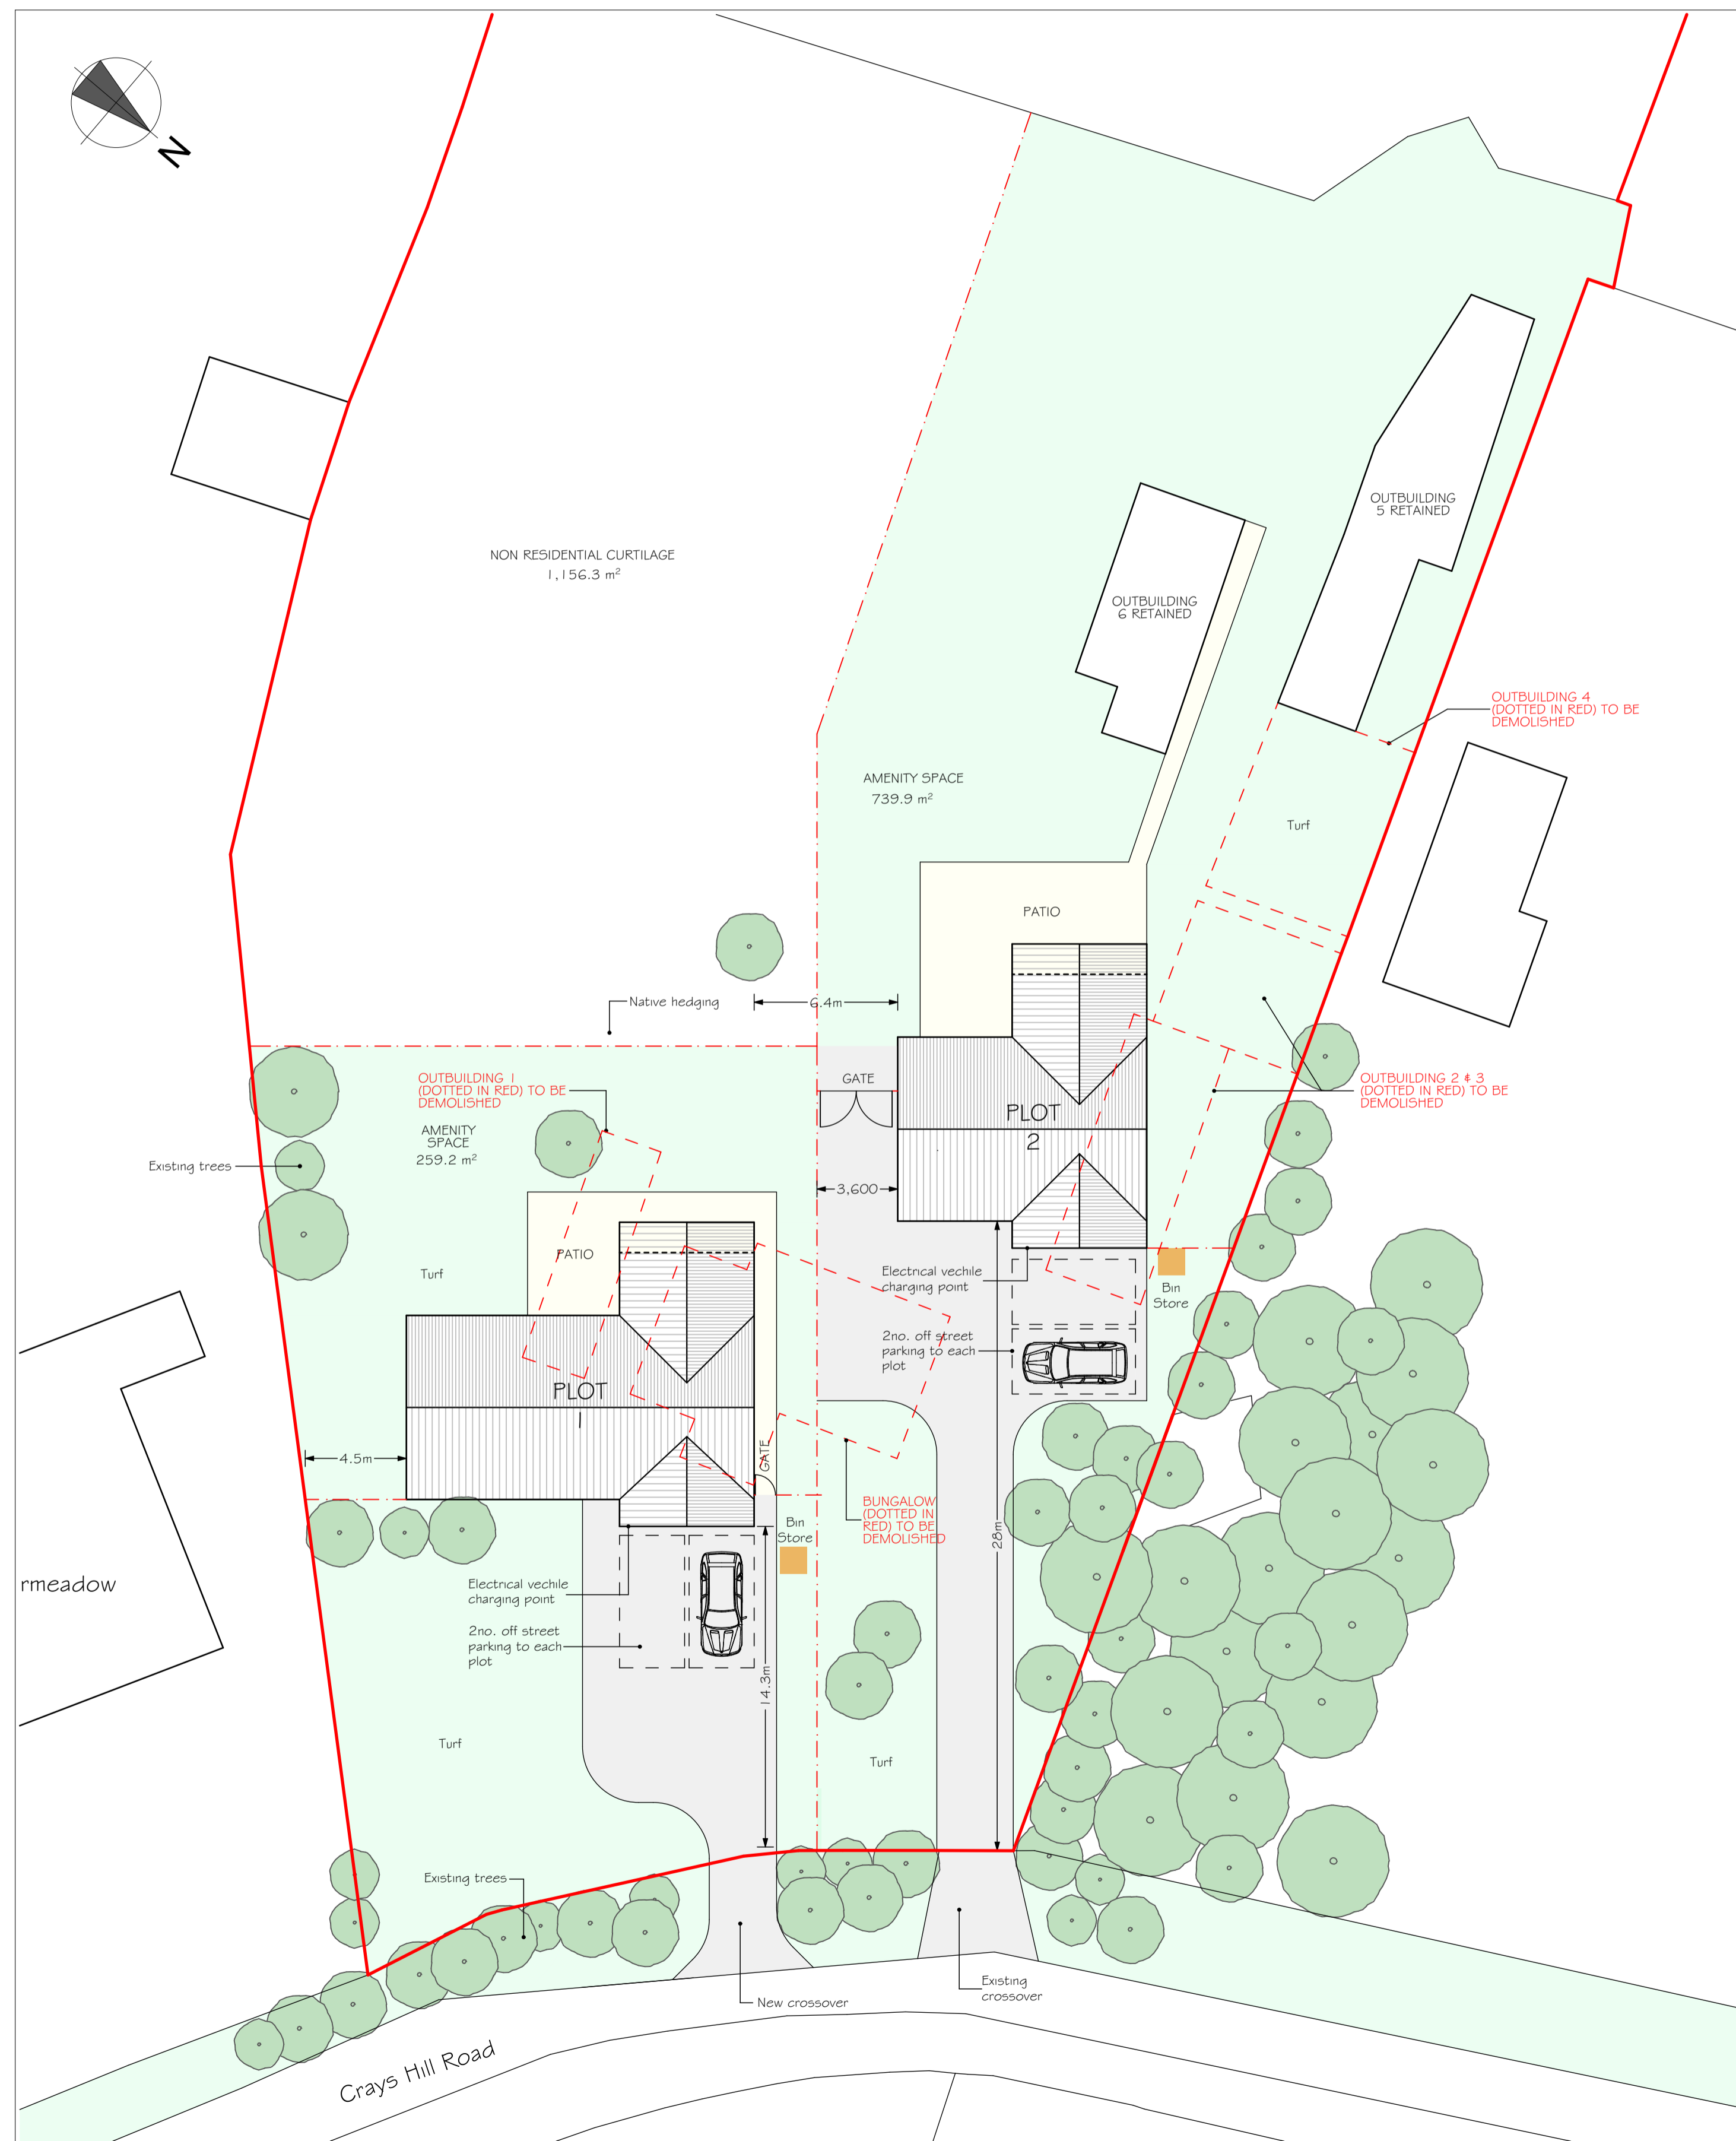 N
NON RESIDENTIAL CURTILAGE
1,156.3 m²
OUTBUILDING
5 RETAINED
OUTBUILDING
6 RETAINED
OUTBUILDING 4
(DOTTED IN RED) TO BE
DEMOLISHED
AMENITY SPACE
739.9 m²
Turf
PATIO
Native hedging
6.4m
OUTBUILDING 1
(DOTTED IN RED) TO BE
DEMOLISHED
GATE
OUTBUILDING 2 & 3
(DOTTED IN RED) TO BE
DEMOLISHED
PLOT
2
AMENITY
SPACE
259.2 m²
Existing trees
3,600
PATIO
Turf
Electrical vechile
charging point
Bin
Store
2no. off street
parking to each
plot
PLOT
1
4.5m
GATE
BUNGALOW
(DOTTED IN
RED) TO BE
DEMOLISHED
Bin
Store
28m
rmeadow
Electrical vechile
charging point
2no. off street
parking to each
plot
14.3m
Turf
Turf
Existing trees
New crossover
Existing
crossover
Crays Hill Road